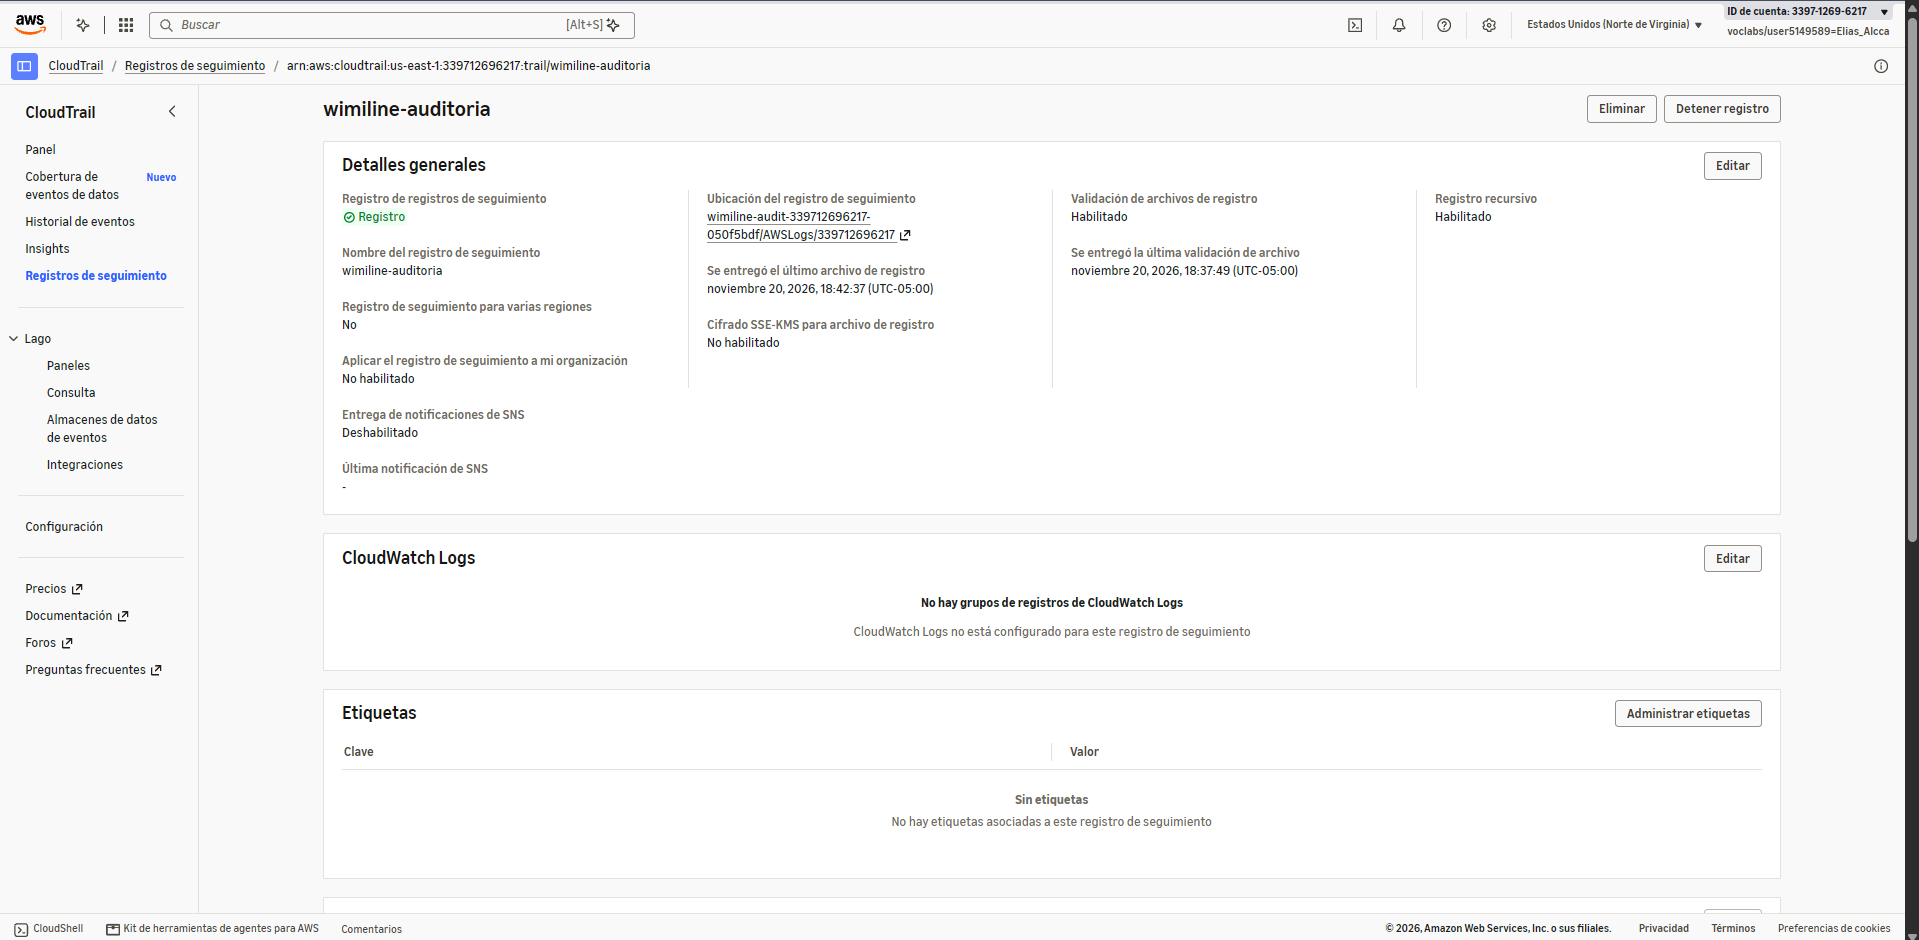 aws
Buscar
[Alt+S]
Estados Unidos (Norte de Virginia)
ID de cuenta: 3397-1269-6217
voclabs/user5149589=Elias_Alcca
CloudTrail / Registros de seguimiento / arn:aws:cloudtrail:us-east-1:339712696217:trail/wimiline-auditoria
CloudTrail
Panel
Cobertura de
eventos de datos
Nuevo
Historial de eventos
Insights
Registros de seguimiento
Lago
Paneles
Consulta
Almacenes de datos
de eventos
Integraciones
Configuración
Precios
Documentación
Foros
Preguntas frecuentes
wimiline-auditoria
Eliminar
Detener registro
Detalles generales
Editar
Registro de registros de seguimiento
Registro
Nombre del registro de seguimiento
wimiline-auditoria
Registro de seguimiento para varias regiones
No
Aplicar el registro de seguimiento a mi organización
No habilitado
Entrega de notificaciones de SNS
Deshabilitado
Última notificación de SNS
-
Ubicación del registro de seguimiento
wimiline-audit-339712696217-
050f5bdf/AWSLogs/339712696217
Se entregó el último archivo de registro
noviembre 20, 2026, 18:42:37 (UTC-05:00)
Cifrado SSE-KMS para archivo de registro
No habilitado
Validación de archivos de registro
Habilitado
Se entregó la última validación de archivo
noviembre 20, 2026, 18:37:49 (UTC-05:00)
Registro recursivo
Habilitado
CloudWatch Logs
Editar
No hay grupos de registros de CloudWatch Logs
CloudWatch Logs no está configurado para este registro de seguimiento
Etiquetas
Administrar etiquetas
Clave
Valor
Sin etiquetas
No hay etiquetas asociadas a este registro de seguimiento
CloudShell
Kit de herramientas de agentes para AWS
Comentarios
© 2026, Amazon Web Services, Inc. o sus filiales.
Privacidad
Términos
Preferencias de cookies